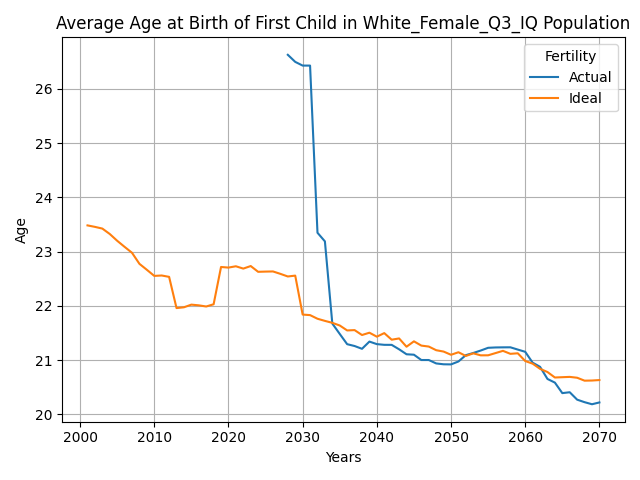 Average Age at Birth of First Child in White_Female_Q3_IQ Population
Fertility
Actual
Ideal
Age
26
25
24
23
22
21
20
2000
2010
2020
2030
2040
2050
2060
2070
Years